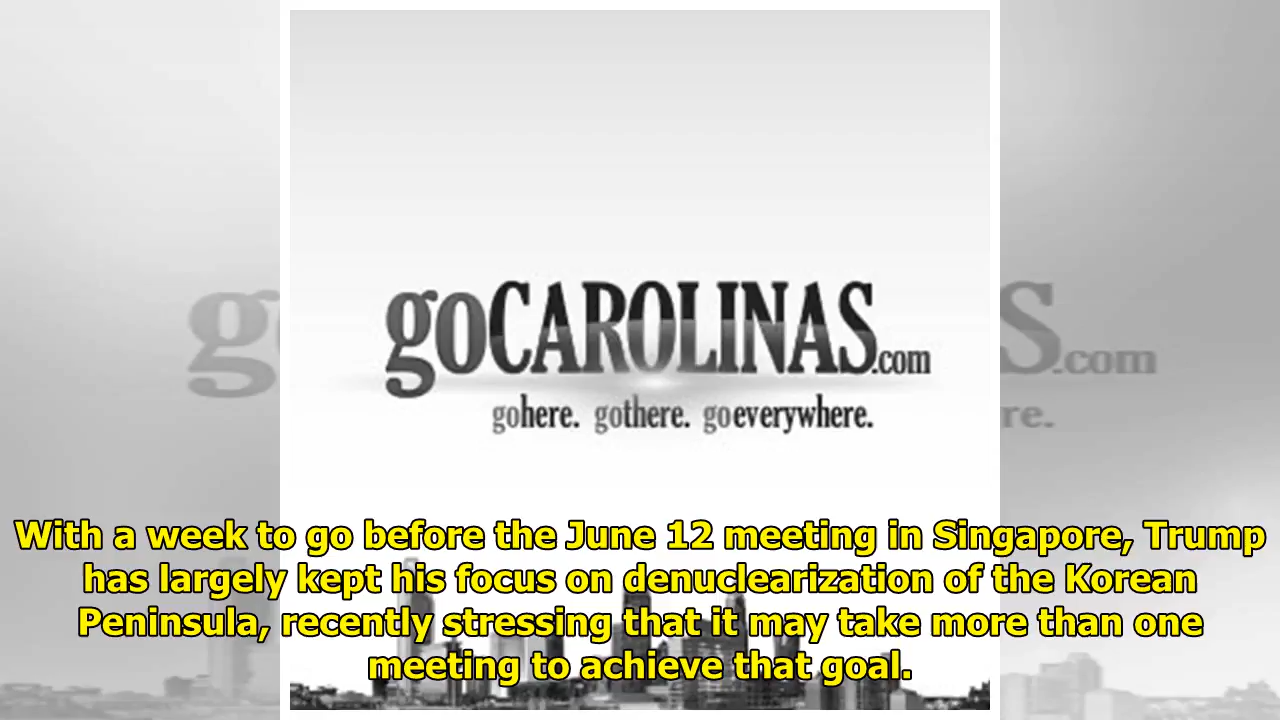 goCAROLINAS.com
gohere. gothere. goeverywhere.
With a week to go before the June 12 meeting in Singapore, Trump
has largely kept his focus on denuclearization of the Korean
Peninsula, recently stressing that it may take more than one
meeting to achieve that goal.